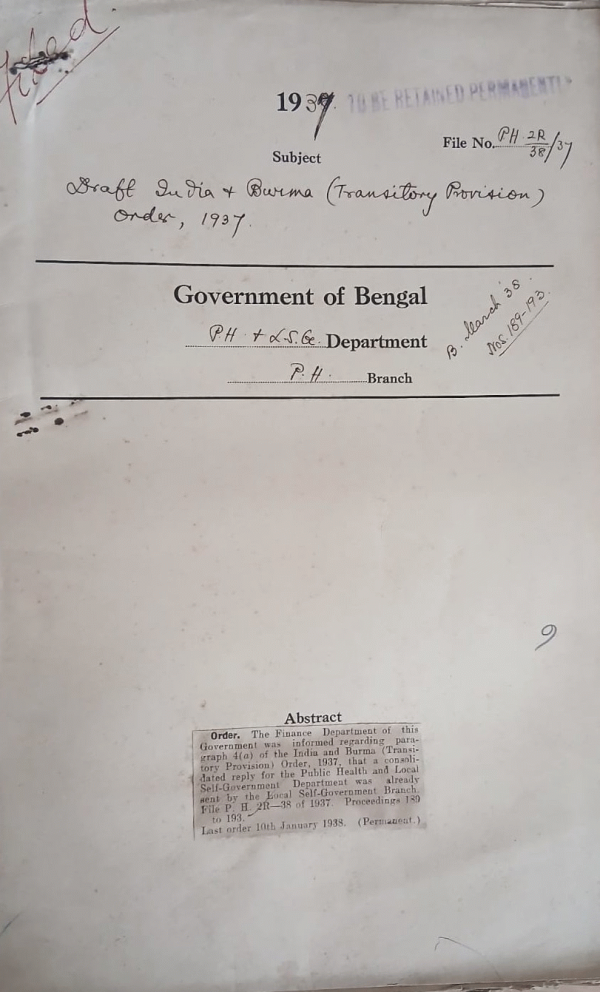 Filed.
1937 TO BE RETAINED PERMANENTLY
File No. PH 2R/38/37
Subject
Draft India & Burma (Transitory Provision)
Order, 1937.
Government of Bengal
P.H. & L.S.G. Department
P.H. Branch
B. March '38.
Nos. 189-193.
9
Abstract
Order. The Finance Department of this
Government was informed regarding para-
graph 4(a) of the India and Burma (Transi-
tory Provision) Order, 1937, that a consoli-
dated reply for the Public Health and Local
Self-Government Department was already
sent by the Local Self-Government Branch.
File P. H. 2R—38 of 1937. Proceedings 189
to 193.
Last order 10th January 1938. (Permanent.)